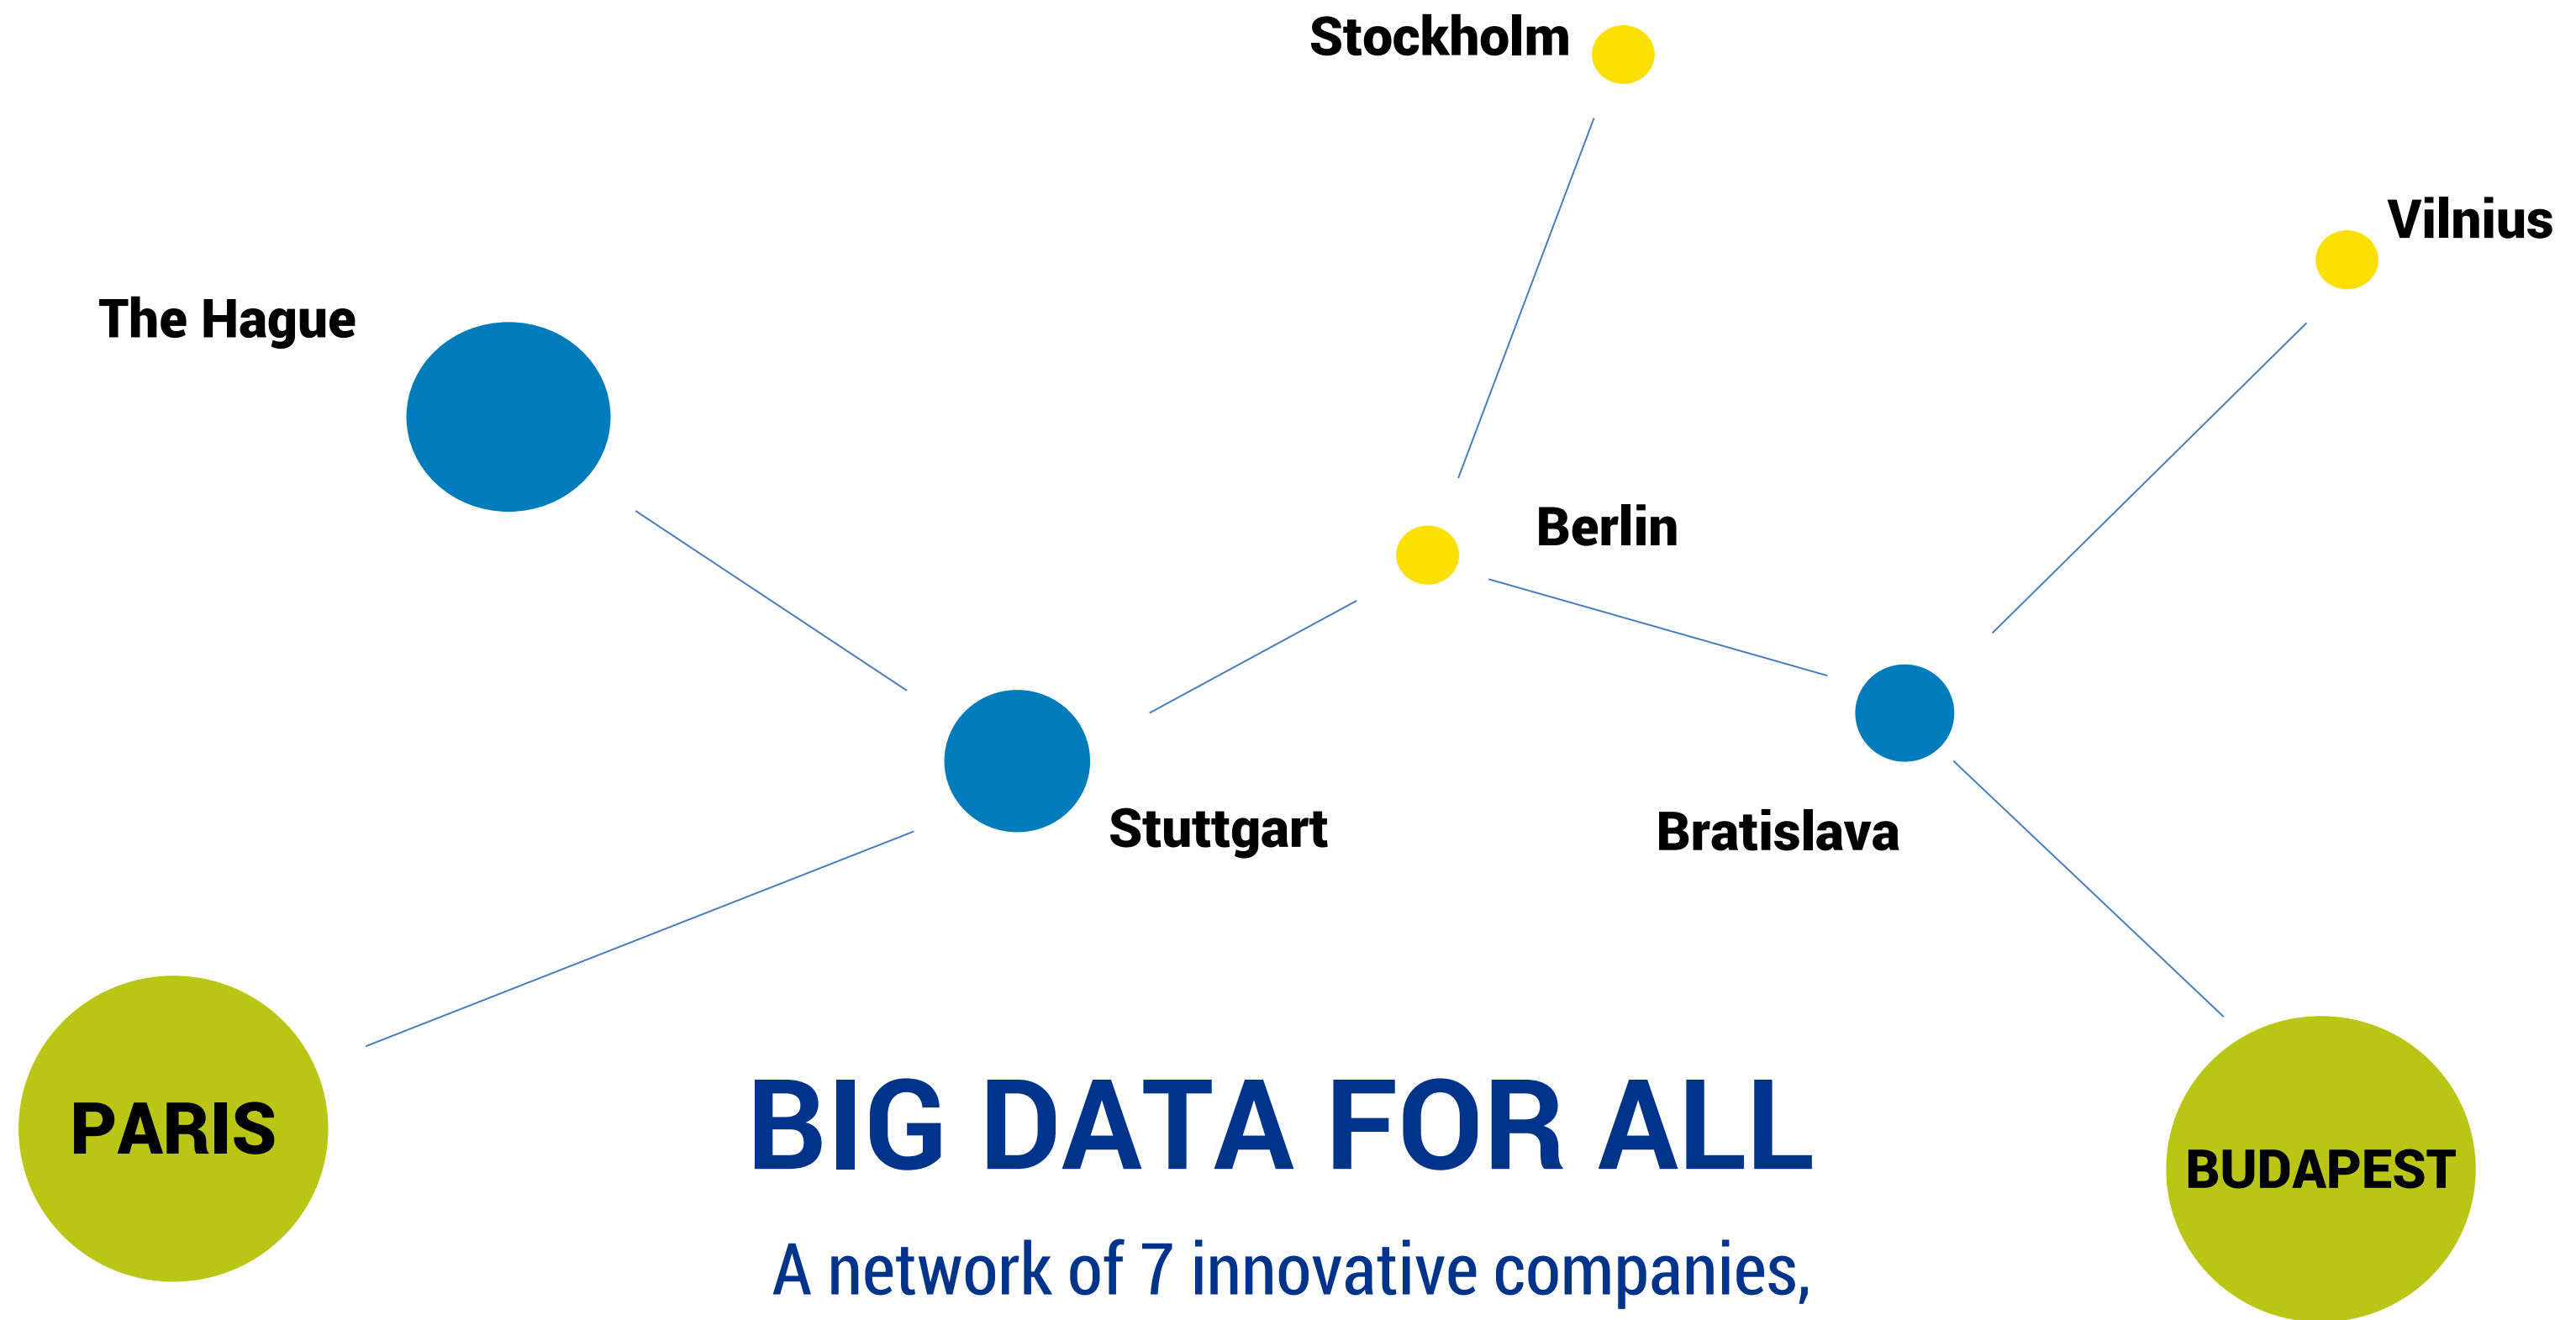 Stockholm
Vilnius
The Hague
Berlin
Stuttgart
Bratislava
PARIS
BIG DATA FOR ALL
BUDAPEST
A network of 7 innovative companies,